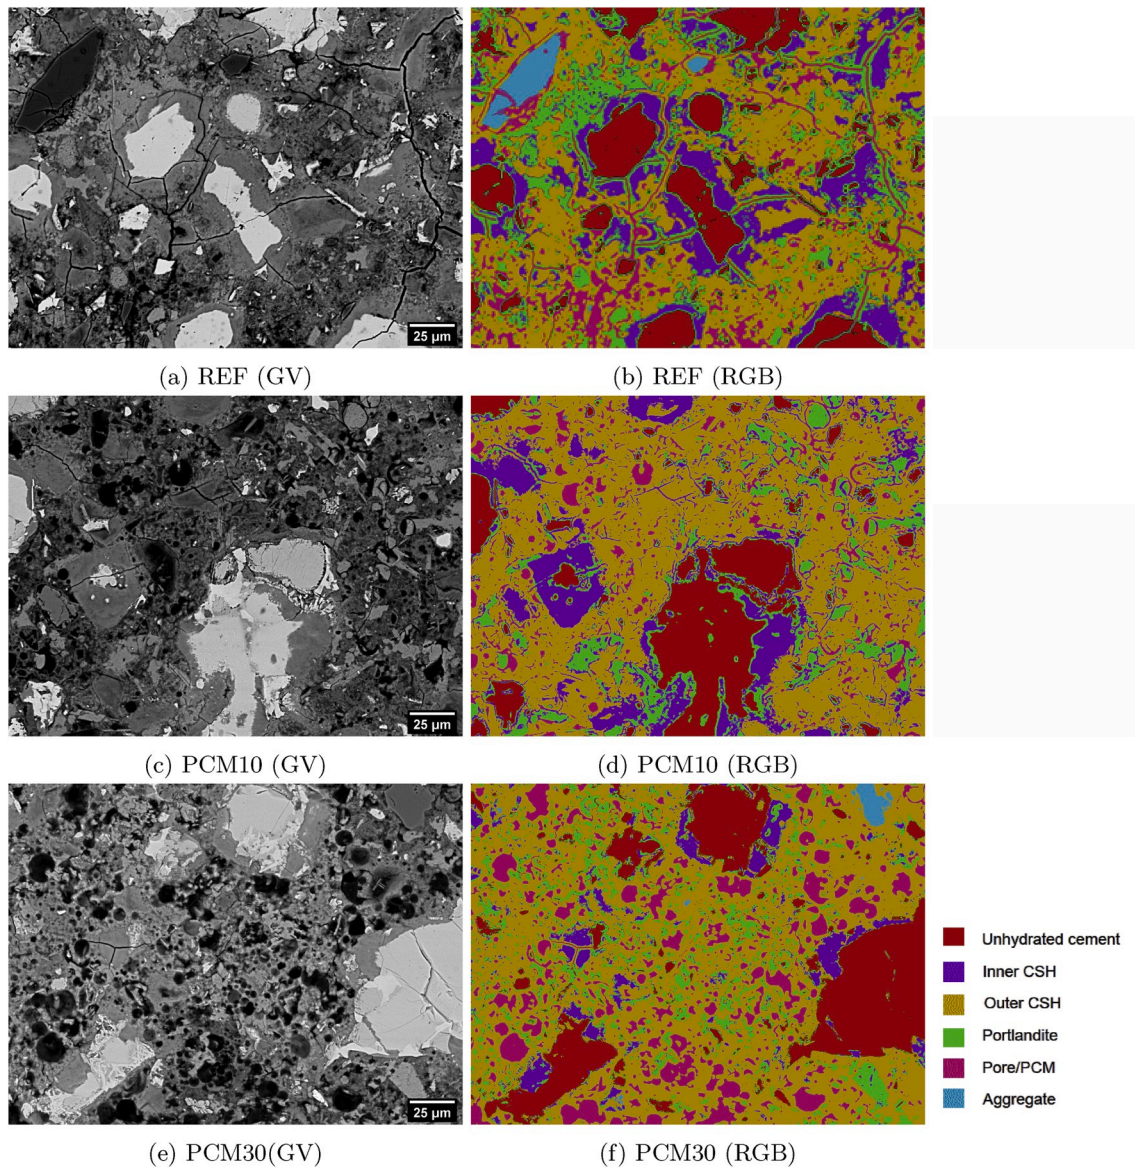 25 µm
(a) REF (GV)
(b) REF (RGB)
25 µm
(c) PCM10 (GV)
(d) PCM10 (RGB)
25 µm
(e) PCM30(GV)
(f) PCM30 (RGB)
Unhydrated cement
Inner CSH
Outer CSH
Portlandite
Pore/PCM
Aggregate